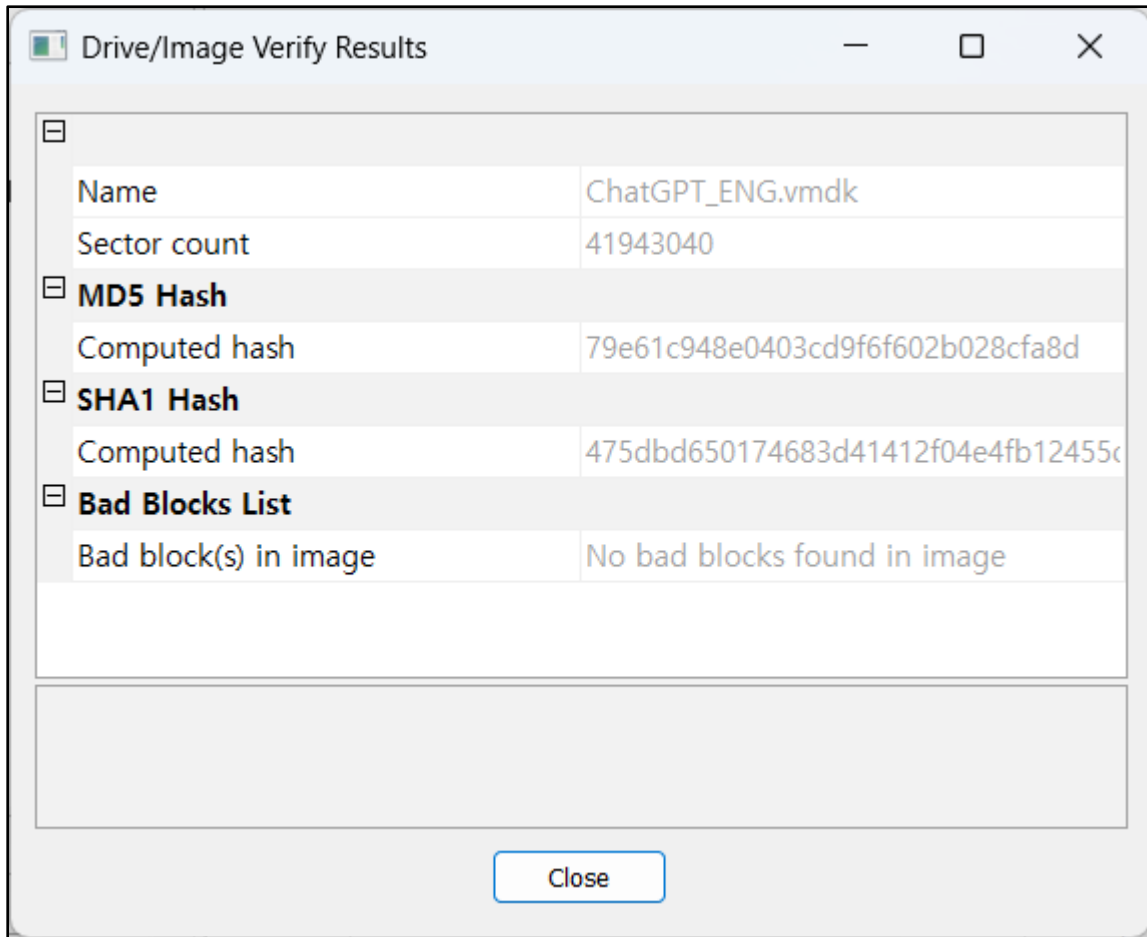 Drive/Image Verify Results
Name ChatGPT_ENG.vmdk
Sector count 41943040
MD5 Hash
Computed hash 79e61c948e0403cd9f6f602b028cfa8d
SHA1 Hash
Computed hash 475dbd650174683d41412f04e4fb12455
Bad Blocks List
Bad block(s) in image No bad blocks found in image
Close